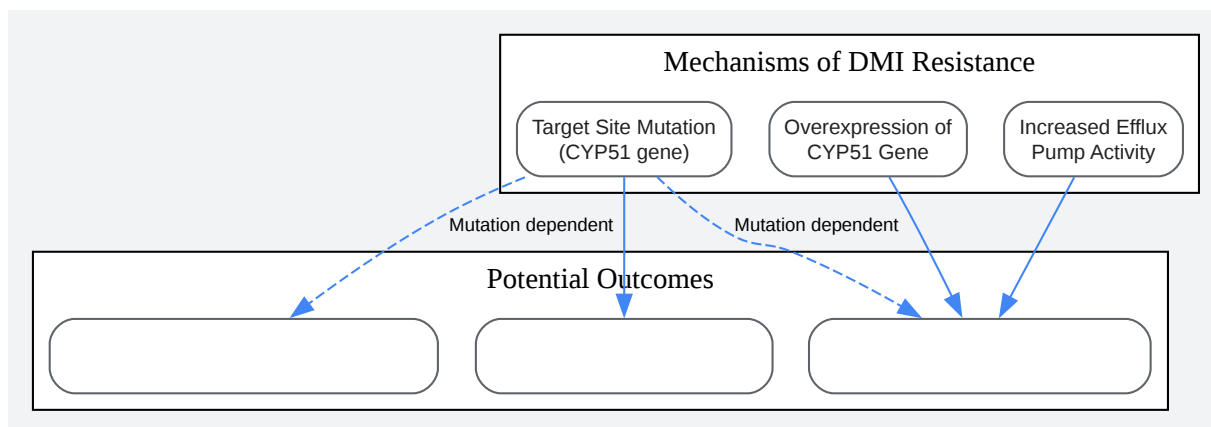 Mechanisms of DMI Resistance
Target Site Mutation
(CYP51 gene)
Overexpression of
CYP51 Gene
Increased Efflux
Pump Activity
Mutation dependent
Mutation dependent
Potential Outcomes